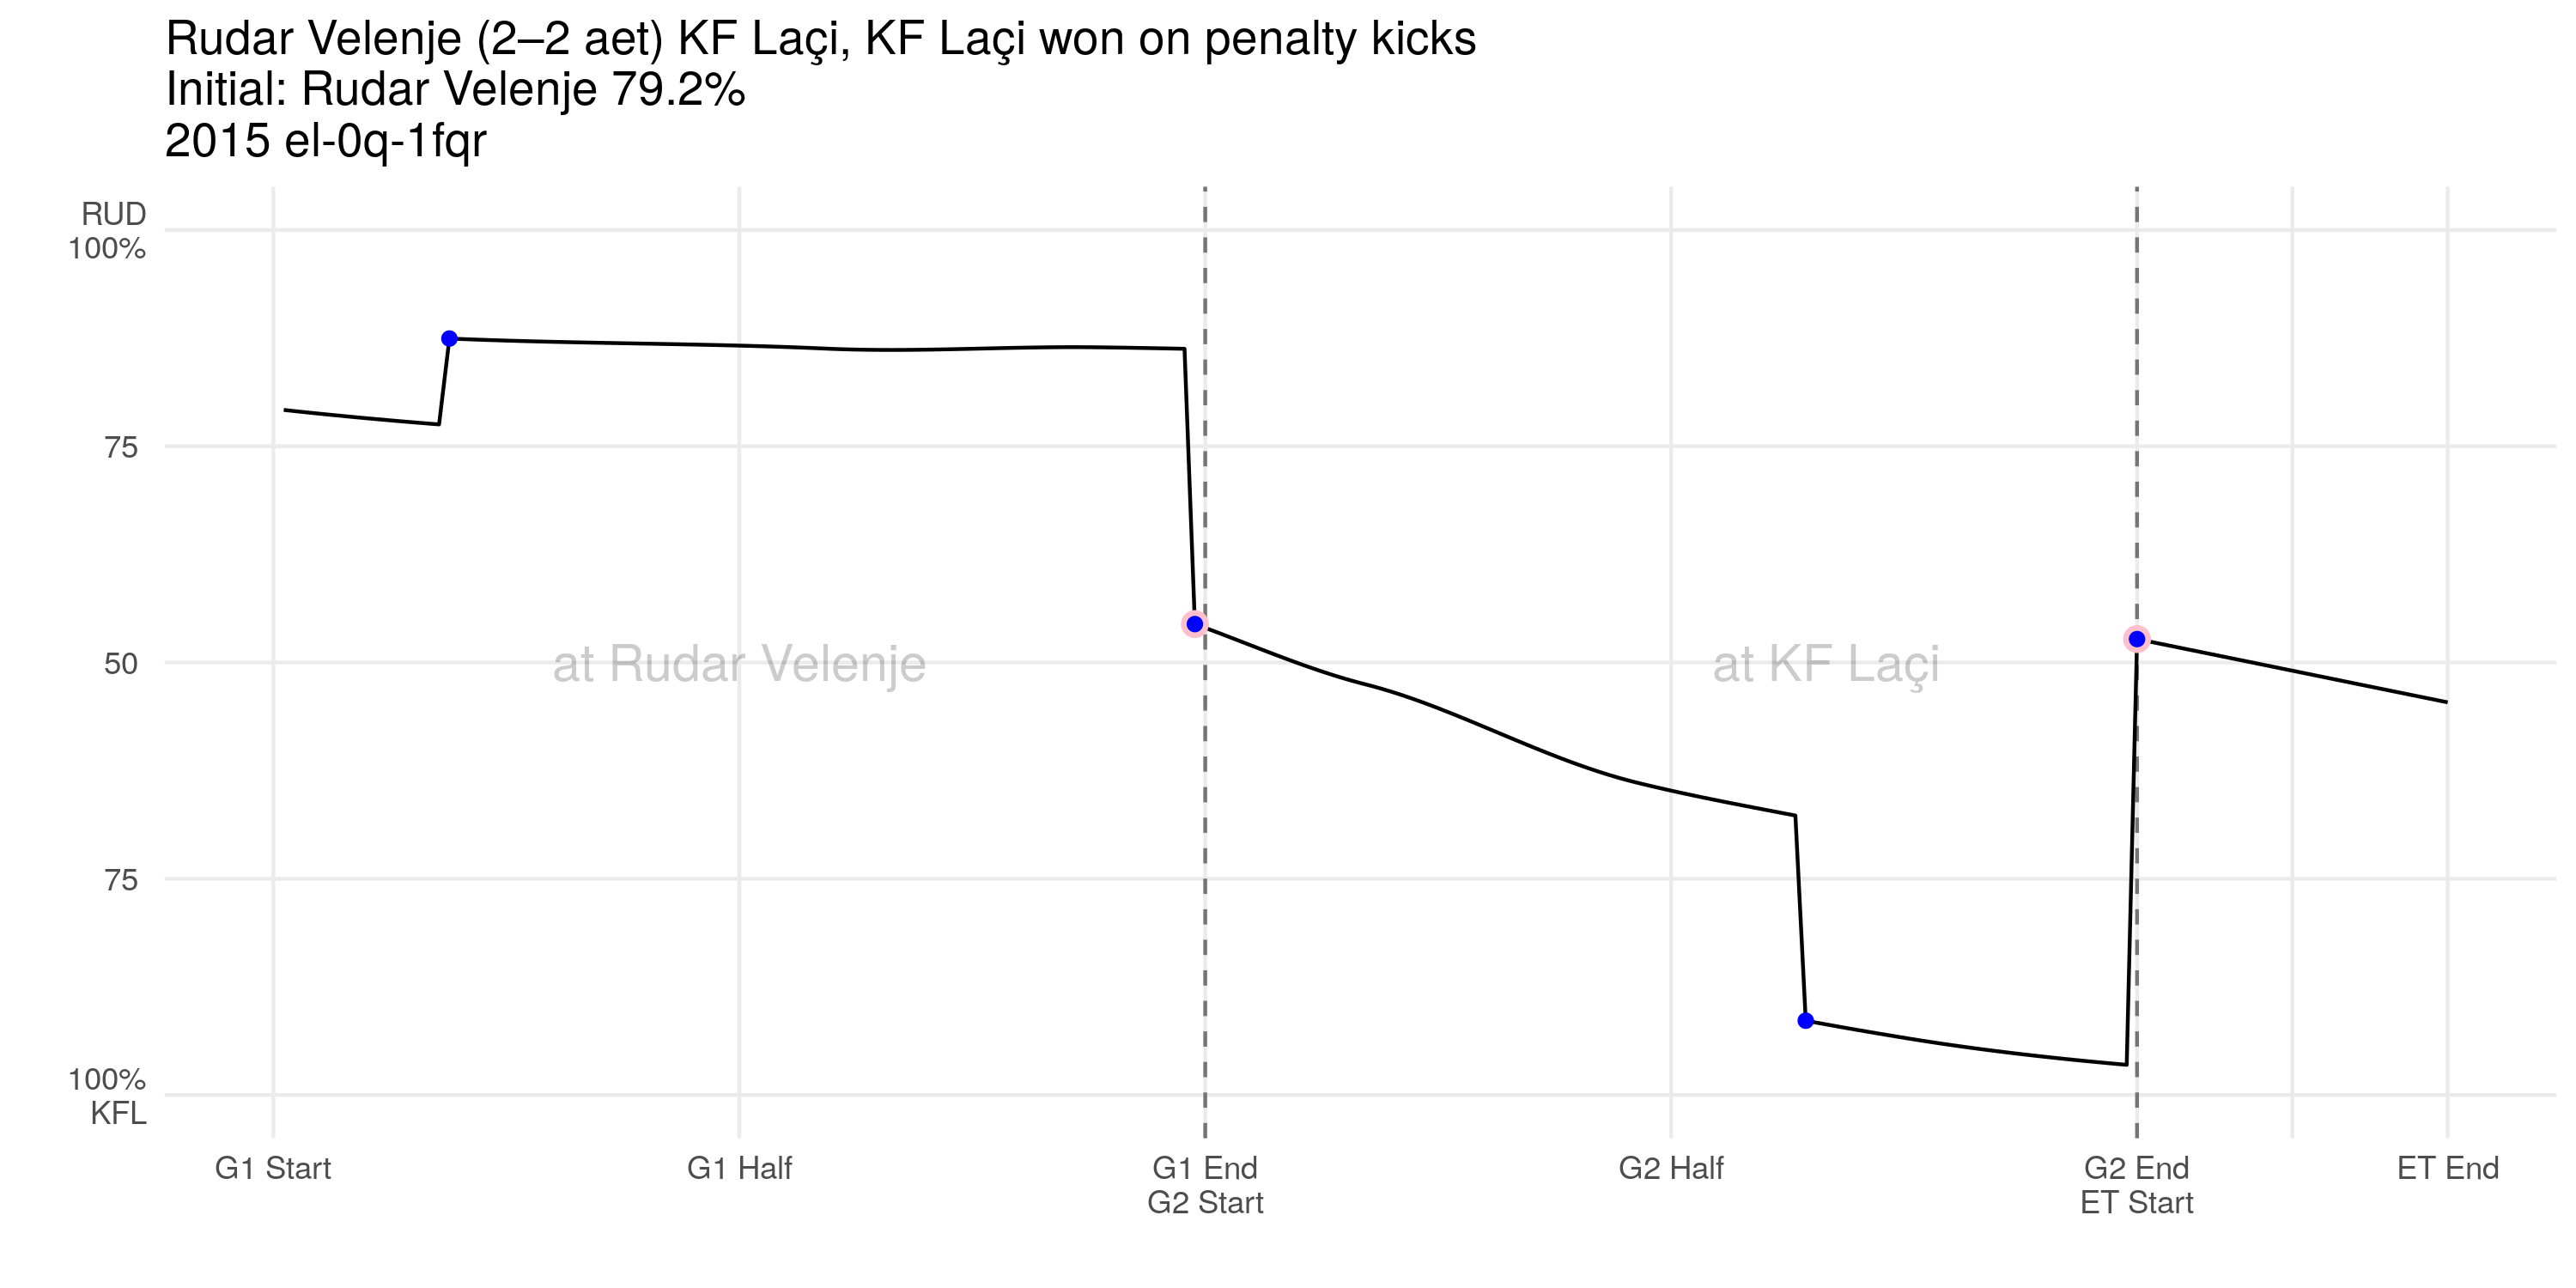 Rudar Velenje (2–2 aet) KF Laçi, KF Laçi won on penalty kicks
Initial: Rudar Velenje 79.2%
2015 el-0q-1fqr
RUD
100%
75
50
75
100%
KFL
at Rudar Velenje
at KF Laçi
G1 Start
G1 Half
G1 End
G2 Start
G2 Half
G2 End
ET Start
ET End